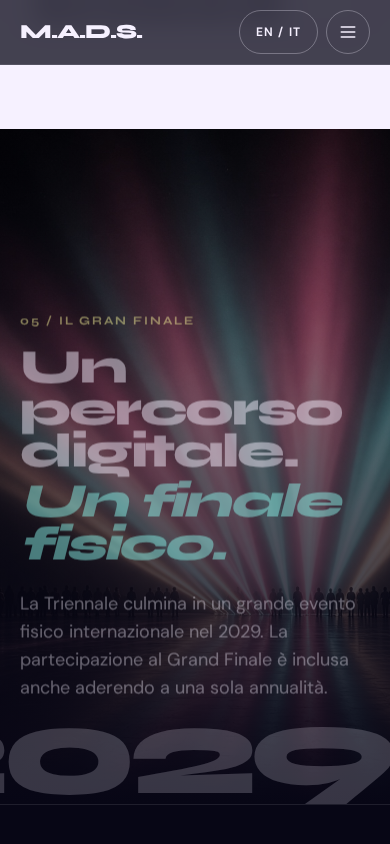 M.A.D.S.
EN / IT
05 / IL GRAN FINALE
Un
percorso
digitale.
Un finale
fisico.
La Triennale culmina in un grande evento
fisico internazionale nel 2029. La
partecipazione al Grand Finale è inclusa
anche aderendo a una sola annualità.
2029